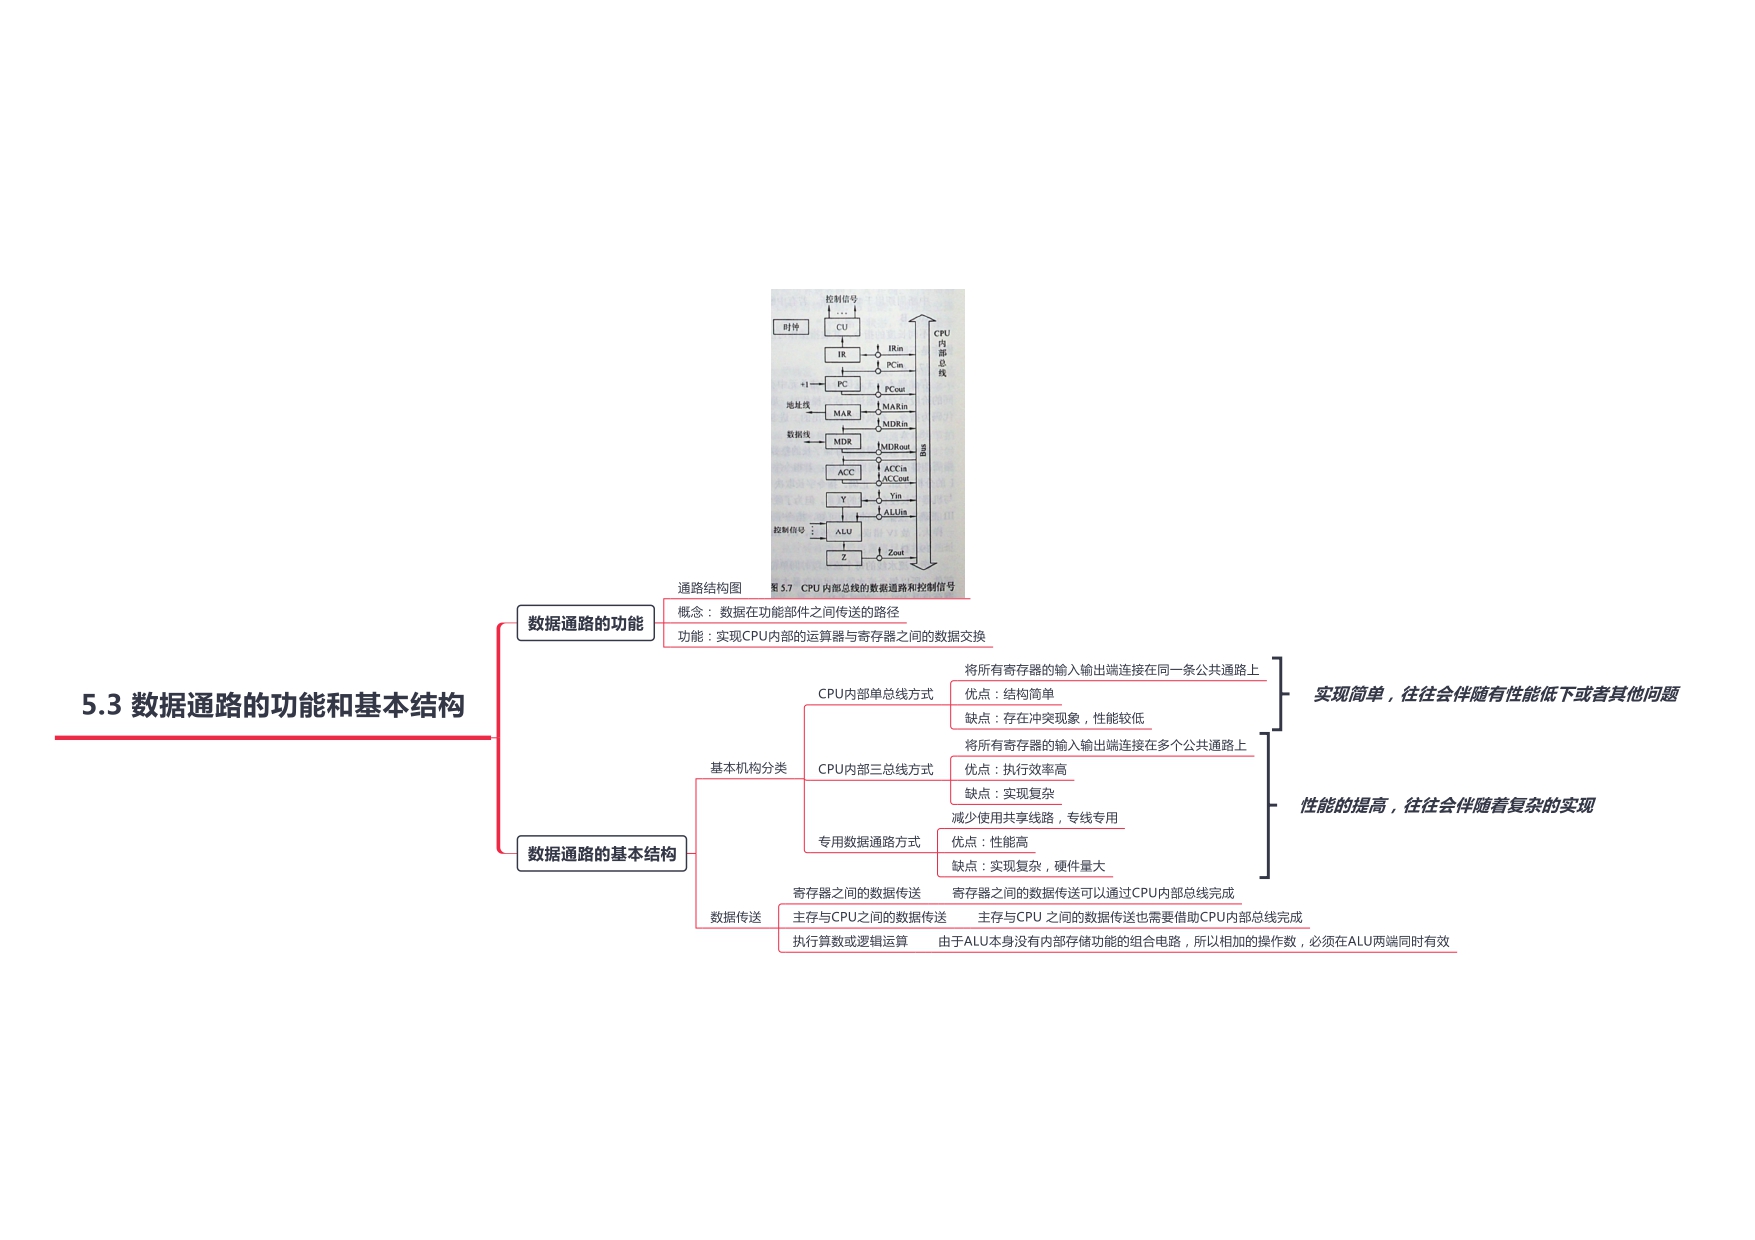 控制信号
...
时钟
CU
CPU内部总线
IR
IRin
PCin
+1
PC
PCout
地址线
MAR
MARin
MDRin
数据线
MDR
MDRout
Bus
ACC
ACCin
ACCout
Y
Yin
ALUin
控制信号
ALU
Z
Zout
图 5.7 CPU 内部总线的数据通路和控制信号
通路结构图
概念： 数据在功能部件之间传送的路径
数据通路的功能
功能：实现CPU内部的运算器与寄存器之间的数据交换
5.3 数据通路的功能和基本结构
将所有寄存器的输入输出端连接在同一条公共通路上
CPU内部单总线方式
优点：结构简单
实现简单，往往会伴随有性能低下或者其他问题
缺点：存在冲突现象，性能较低
将所有寄存器的输入输出端连接在多个公共通路上
基本机构分类
CPU内部三总线方式
优点：执行效率高
缺点：实现复杂
性能的提高，往往会伴随着复杂的实现
减少使用共享线路，专线专用
专用数据通路方式
优点：性能高
缺点：实现复杂，硬件量大
数据通路的基本结构
寄存器之间的数据传送 寄存器之间的数据传送可以通过CPU内部总线完成
数据传送
主存与CPU之间的数据传送 主存与CPU 之间的数据传送也需要借助CPU内部总线完成
执行算数或逻辑运算 由于ALU本身没有内部存储功能的组合电路，所以相加的操作数，必须在ALU两端同时有效